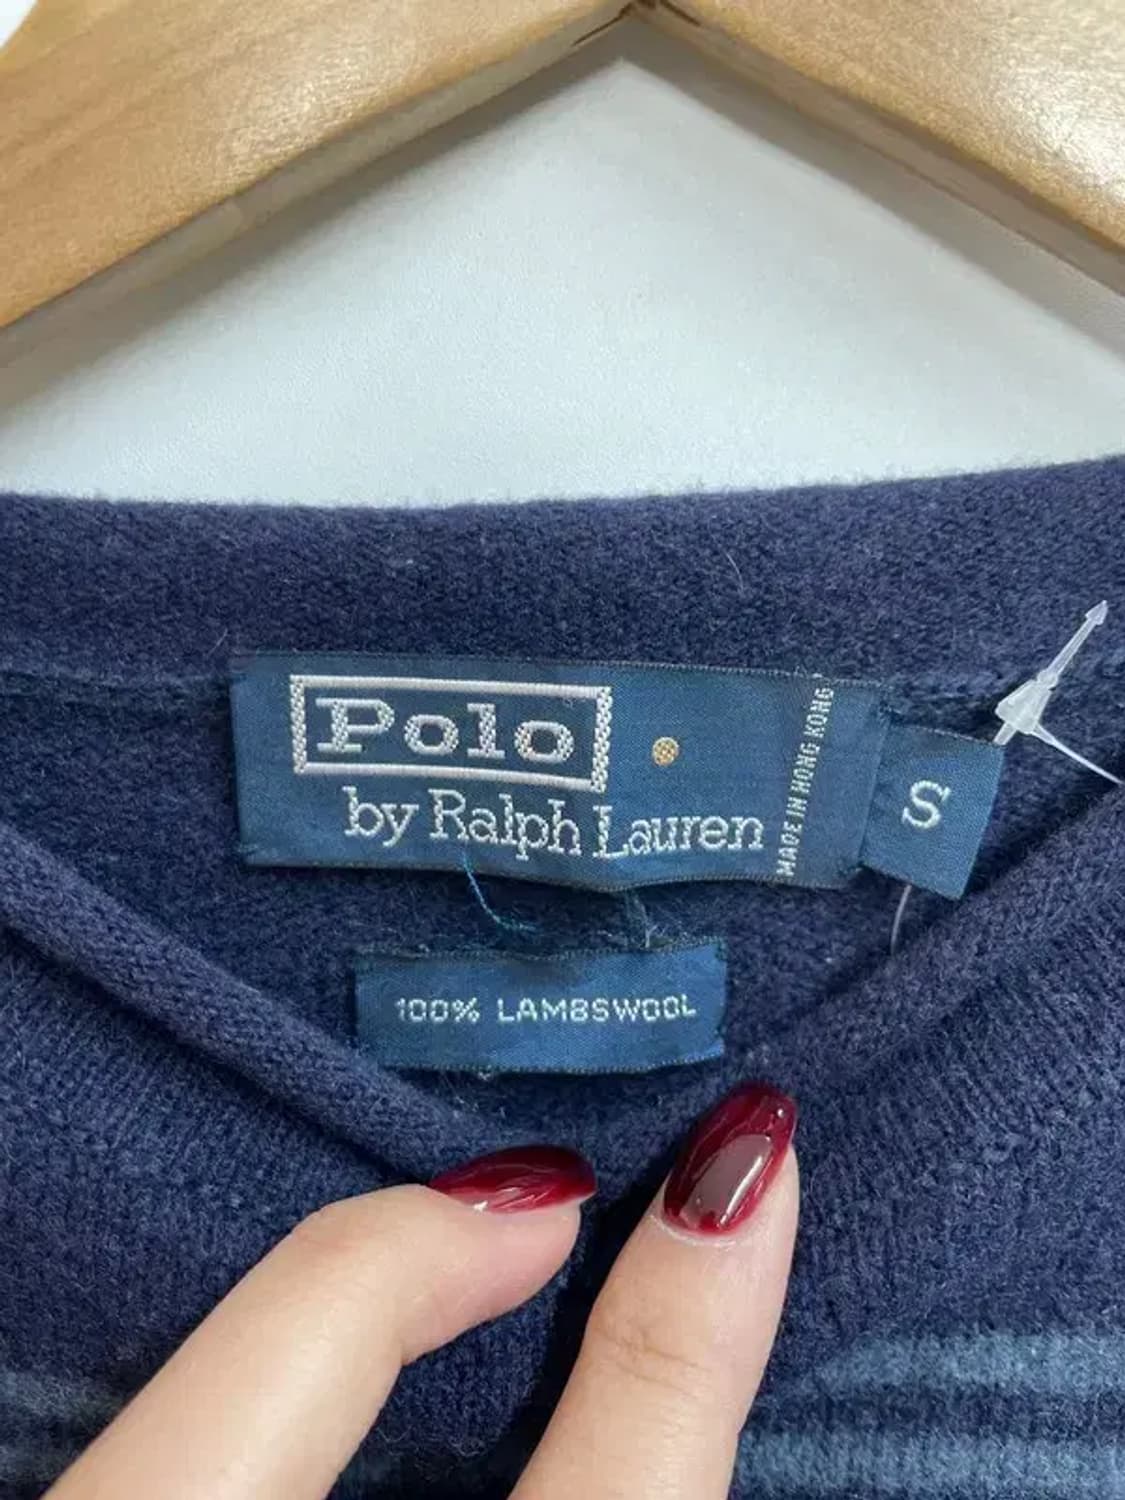 Polo
by Ralph Lauren
MADE IN HONG KONG
S
100% LAMBSWOOL